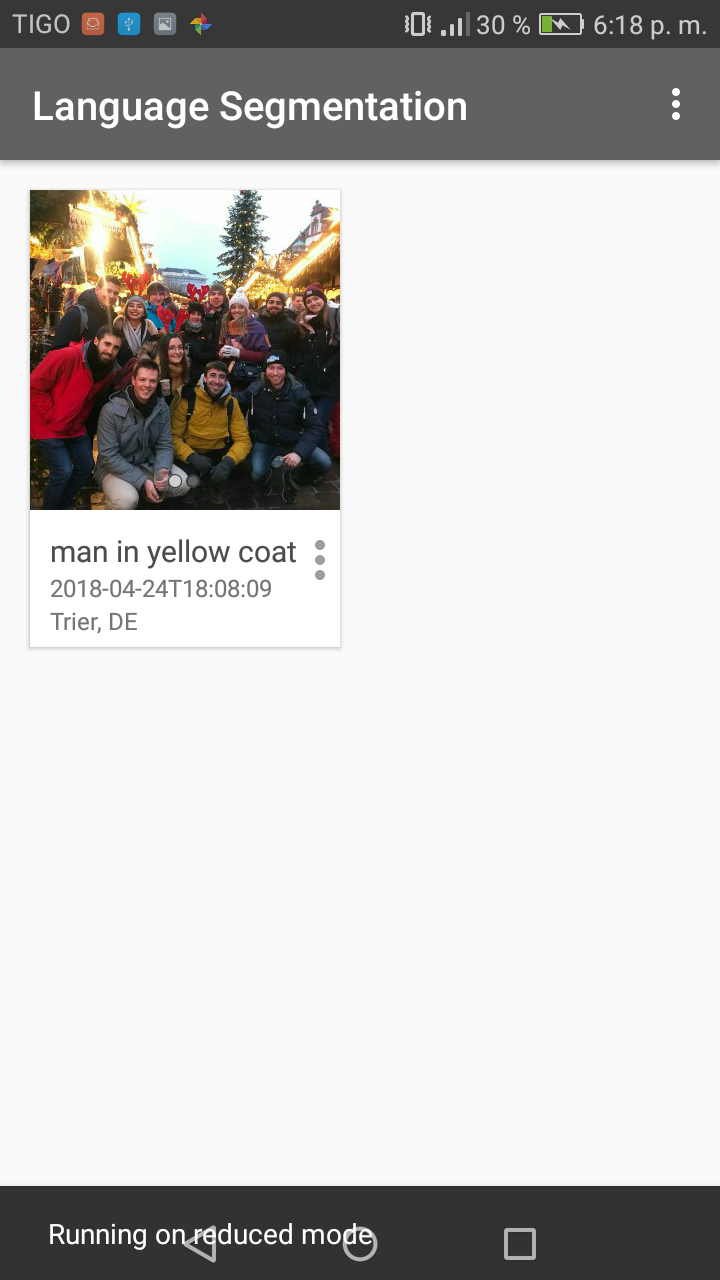 TIGO 30 % 6:18 p. m.
Language Segmentation
man in yellow coat
2018-04-24T18:08:09
Trier, DE
Running on reduced mode